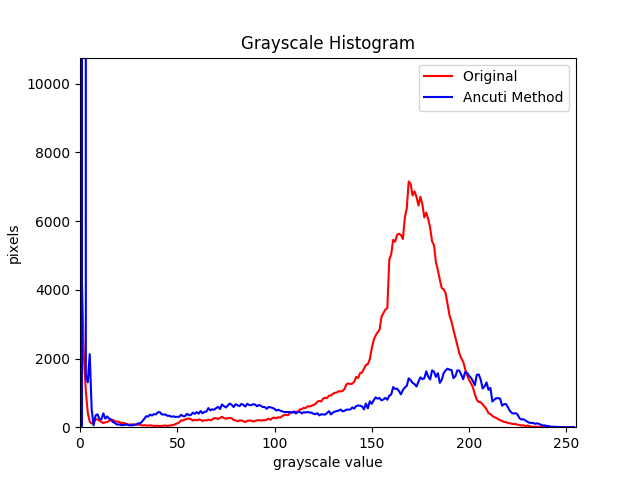 Grayscale Histogram
Original
Ancuti Method
pixels
10000
8000
6000
4000
2000
0
0 50 100 150 200 250
grayscale value